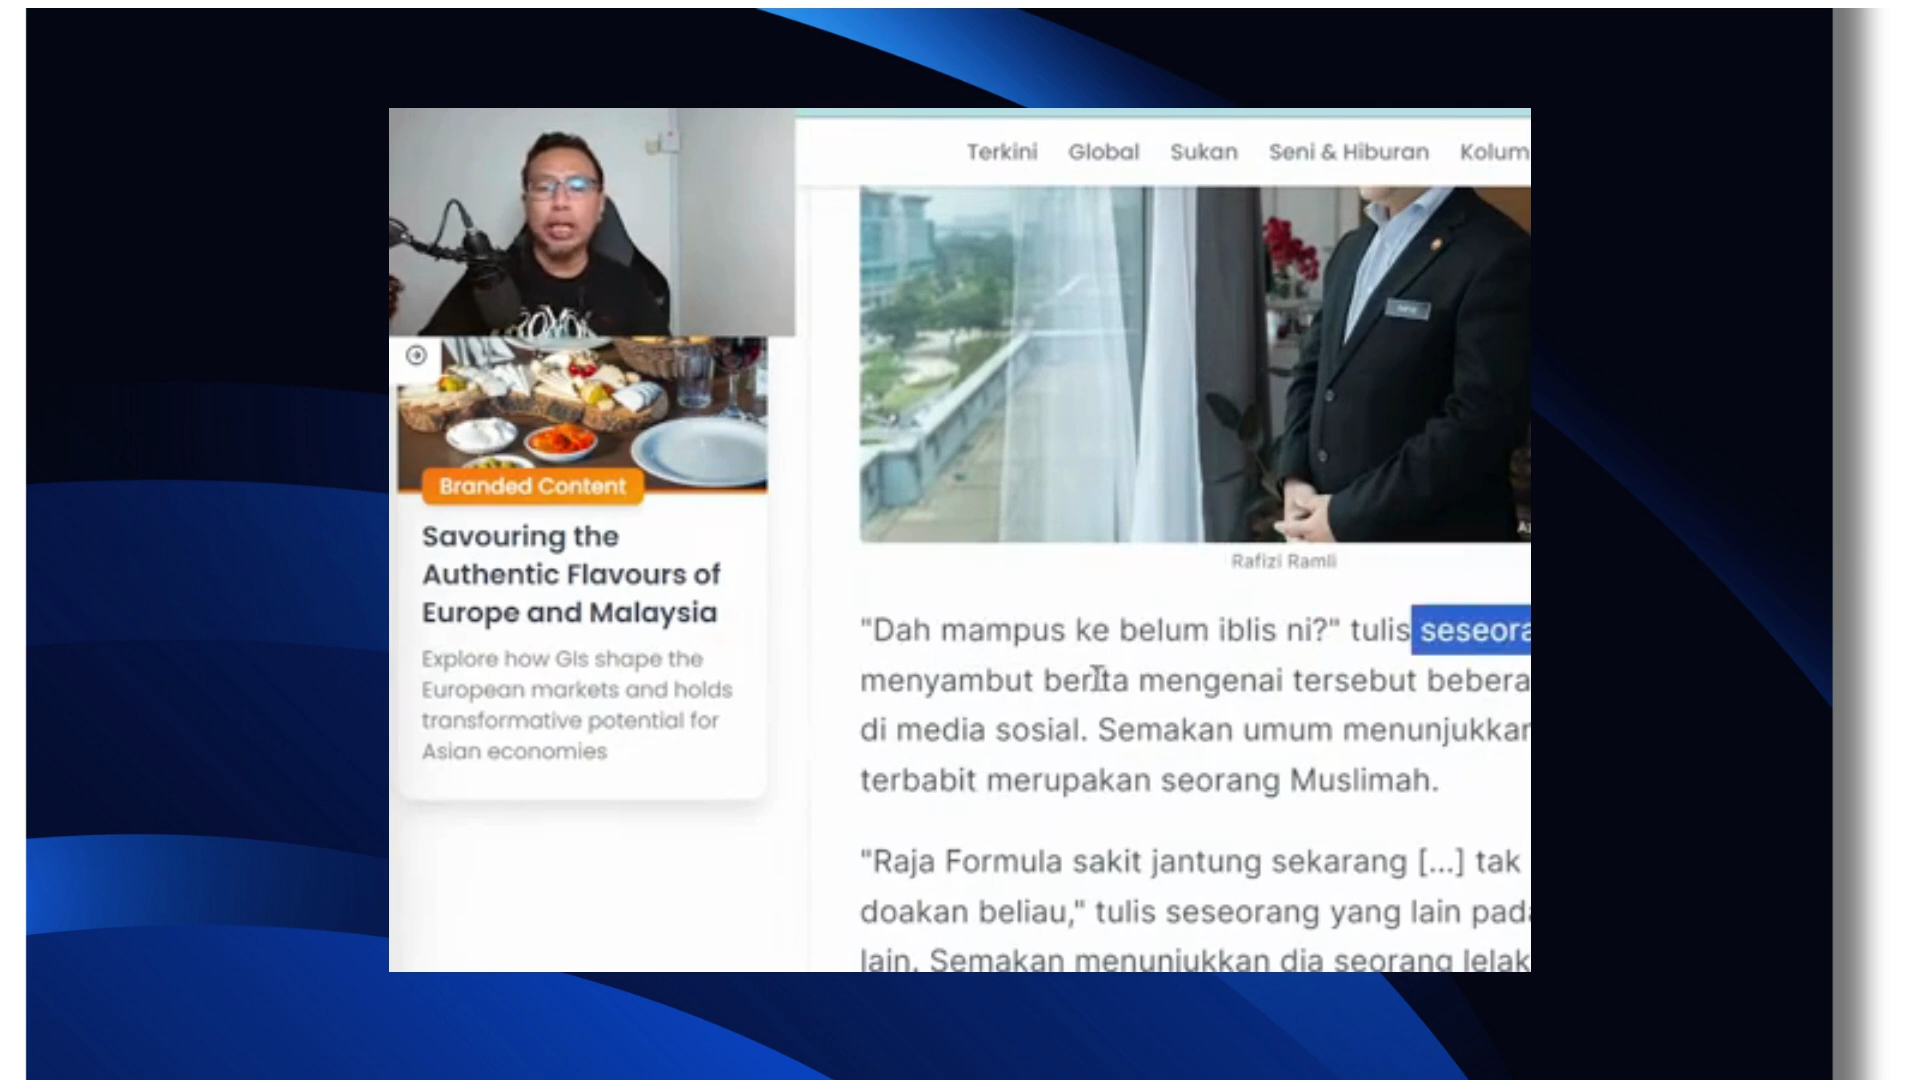 Terkini Global Sukan Seni & Hiburan Kolum
Branded Content
Savouring the
Authentic Flavours of
Europe and Malaysia
Explore how GIs shape the
European markets and holds
transformative potential for
Asian economies
Rafizi Ramli
"Dah mampus ke belum iblis ni?" tulis seseora
menyambut berita mengenai tersebut bebera
di media sosial. Semakan umum menunjukkan
terbabit merupakan seorang Muslimah.
"Raja Formula sakit jantung sekarang [...] tak
doakan beliau," tulis seseorang yang lain pada
lain. Semakan menunjukkan dia seorang lelak